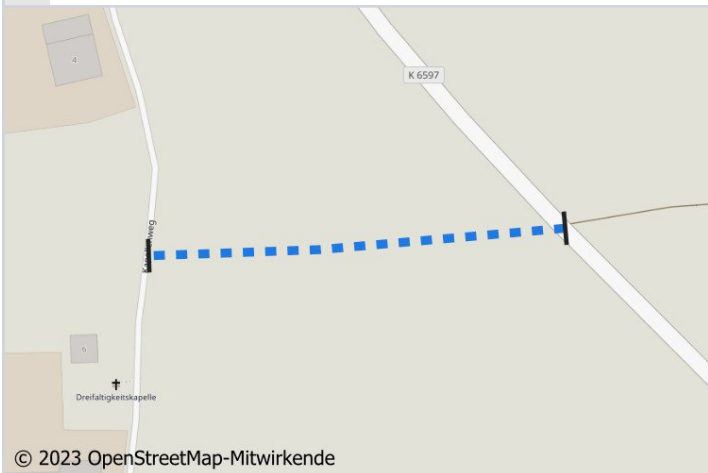 4
K 6597
6
Dreifaltigkeitskapelle
© 2023 OpenStreetMap-Mitwirkende